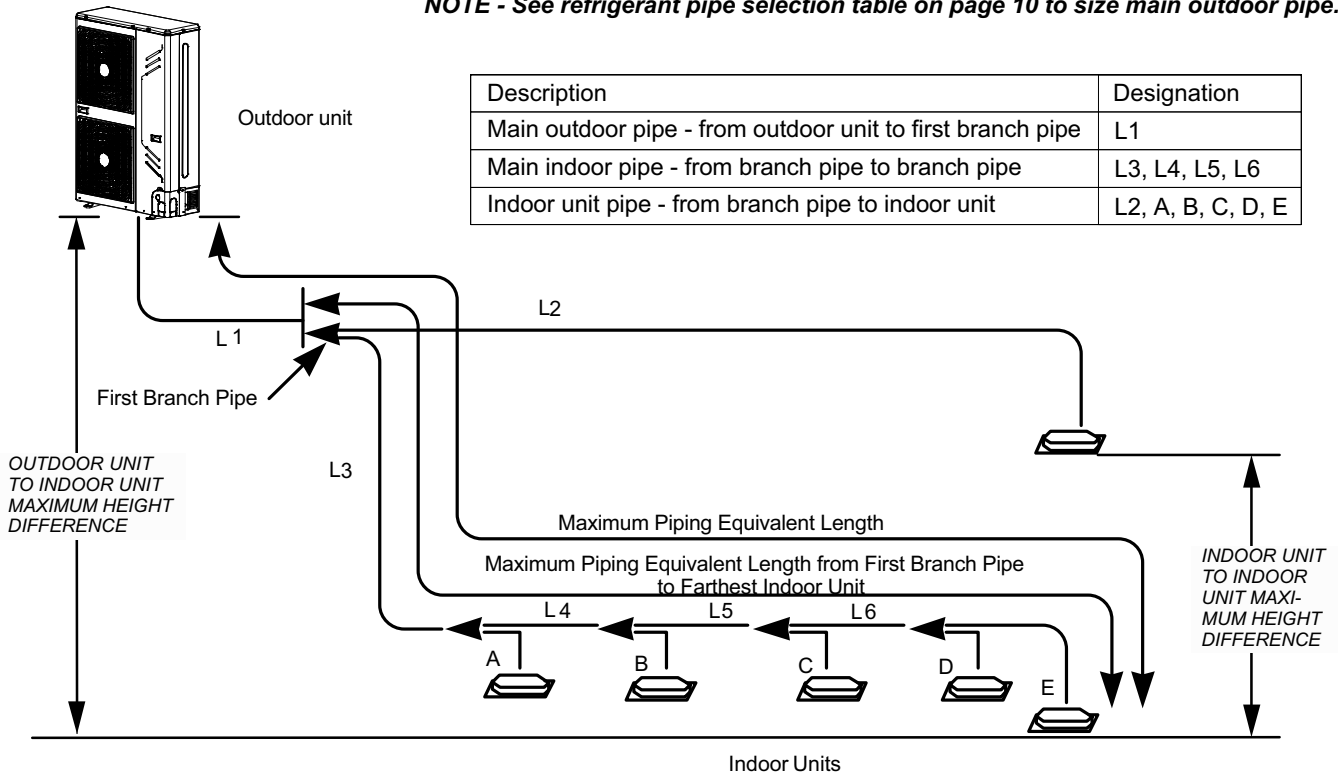 NOTE - See refrigerant pipe selection table on page 10 to size main outdoor pipe.
Outdoor unit
Description Designation
Main outdoor pipe - from outdoor unit to first branch pipe L1
Main indoor pipe - from branch pipe to branch pipe L3, L4, L5, L6
Indoor unit pipe - from branch pipe to indoor unit L2, A, B, C, D, E
L2
L 1
First Branch Pipe
OUTDOOR UNIT
TO INDOOR UNIT
MAXIMUM HEIGHT
DIFFERENCE
L3
Maximum Piping Equivalent Length
Maximum Piping Equivalent Length from First Branch Pipe
to Farthest Indoor Unit
INDOOR UNIT
TO INDOOR
UNIT MAXI-
MUM HEIGHT
DIFFERENCE
L 4 L5 L 6
A B C D E
Indoor Units